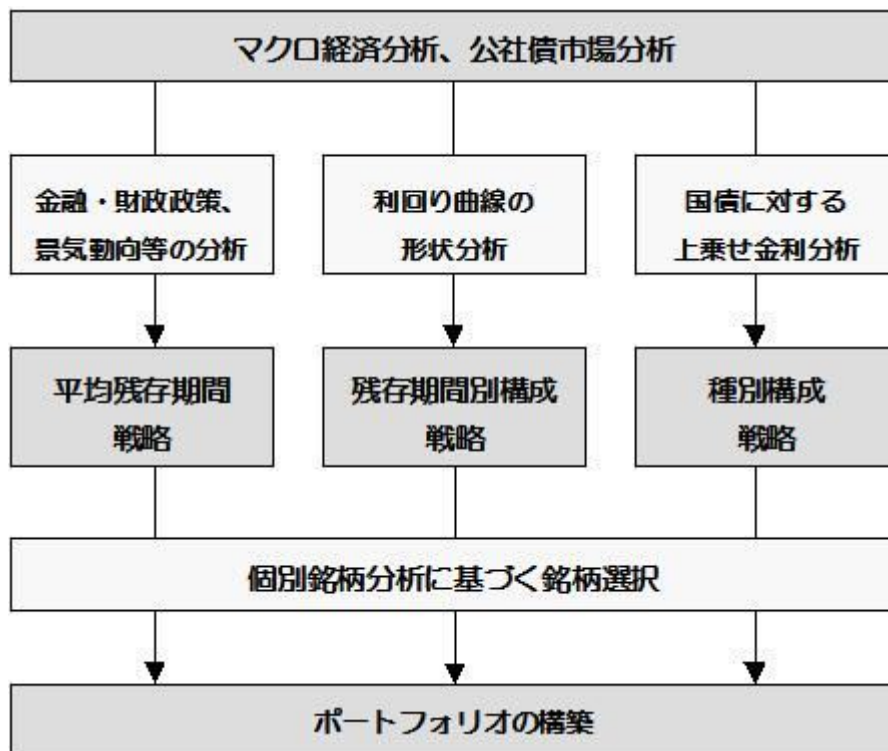 マクロ経済分析、公社債市場分析
金融・財政政策、
景気動向等の分析
利回り曲線の
形状分析
国債に対する
上乗せ金利分析
平均残存期間
戦略
残存期間別構成
戦略
種別構成
戦略
個別銘柄分析に基づく銘柄選択
ポートフォリオの構築